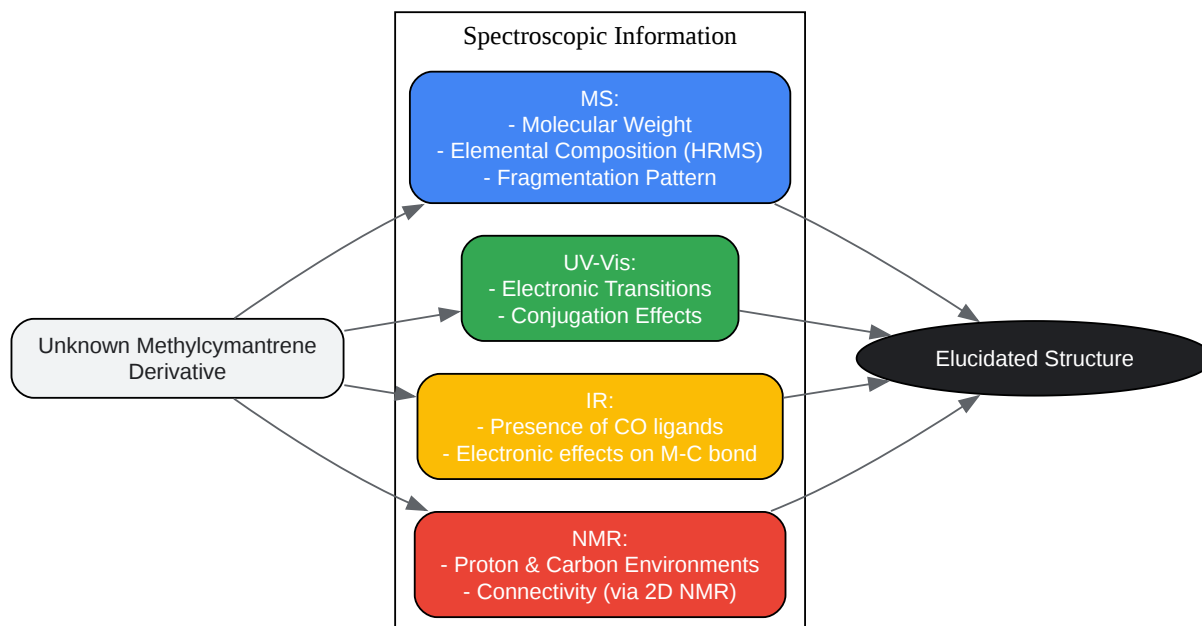 Spectroscopic Information
MS:
- Molecular Weight
- Elemental Composition (HRMS)
- Fragmentation Pattern
UV-Vis:
- Electronic Transitions
- Conjugation Effects
Unknown Methylcymantrene
Derivative
Elucidated Structure
IR:
- Presence of CO ligands
- Electronic effects on M-C bond
NMR:
- Proton & Carbon Environments
- Connectivity (via 2D NMR)